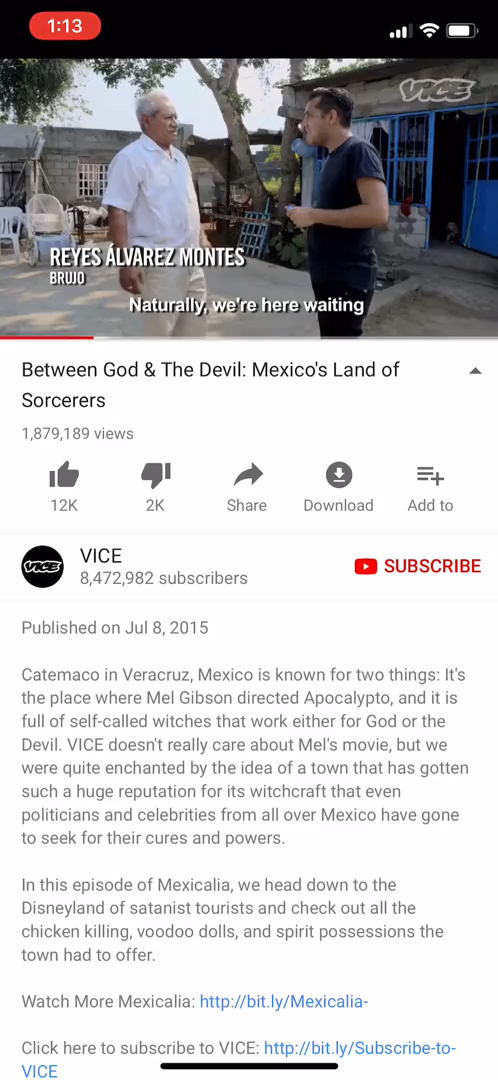 1:13
VICE
REYES ÁLVAREZ MONTES
BRUJO
Naturally, we're here waiting
Between God & The Devil: Mexico's Land of
Sorcerers
1,879,189 views
12K
2K
Share
Download
Add to
VICE
VICE
8,472,982 subscribers
SUBSCRIBE
Published on Jul 8, 2015
Catemaco in Veracruz, Mexico is known for two things: It's
the place where Mel Gibson directed Apocalypto, and it is
full of self-called witches that work either for God or the
Devil. VICE doesn't really care about Mel's movie, but we
were quite enchanted by the idea of a town that has gotten
such a huge reputation for its witchcraft that even
politicians and celebrities from all over Mexico have gone
to seek for their cures and powers.
In this episode of Mexicalia, we head down to the
Disneyland of satanist tourists and check out all the
chicken killing, voodoo dolls, and spirit possessions the
town had to offer.
Watch More Mexicalia: http://bit.ly/Mexicalia-
Click here to subscribe to VICE: http://bit.ly/Subscribe-to-
VICE